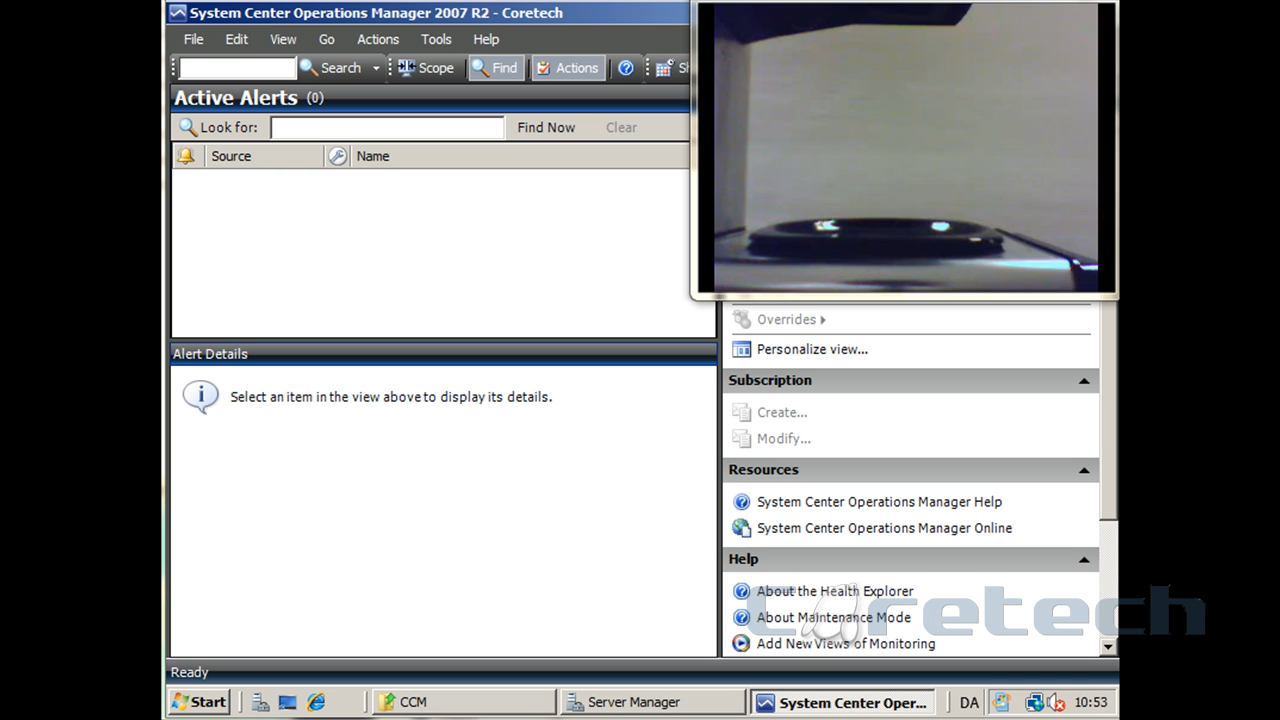 System Center Operations Manager 2007 R2 - Coretech
File Edit View Go Actions Tools Help
Search Scope Find Actions
Active Alerts (0)
Look for: Find Now Clear
Source Name
Alert Details
Select an item in the view above to display its details.
Overrides
Personalize view...
Subscription
Create...
Modify...
Resources
System Center Operations Manager Help
System Center Operations Manager Online
Help
About the Health Explorer
About Maintenance Mode
Add New Views of Monitoring
Coretech
Ready
Start CCM Server Manager System Center Oper... DA 10:53